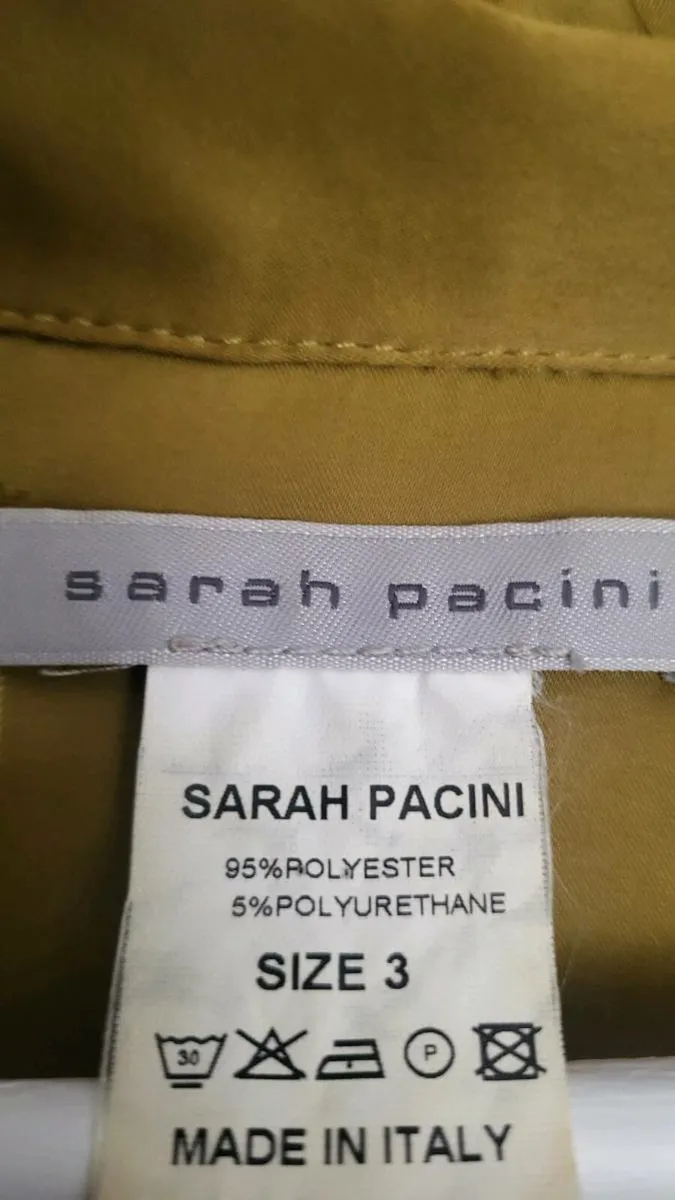 sarah pacini
SARAH PACINI
95%POLYESTER
5%POLYURETHANE
SIZE 3
30 P
MADE IN ITALY